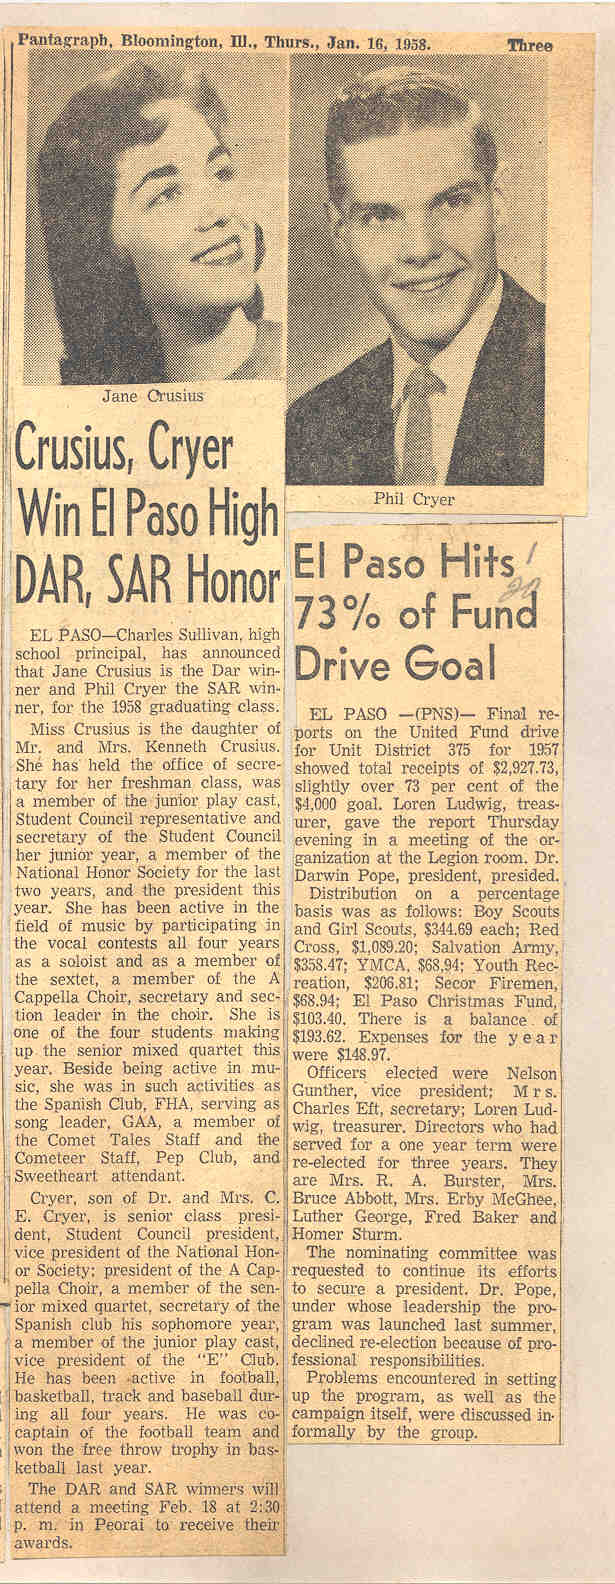 Pantagraph, Bloomington, Ill., Thurs., Jan. 16, 1958. Three
Jane Crusius
Phil Cryer
Crusius, Cryer
Win El Paso High
DAR, SAR Honor
EL PASO—Charles Sullivan, high
school principal, has announced
that Jane Crusius is the Dar win-
ner and Phil Cryer the SAR win-
ner, for the 1958 graduating class.
Miss Crusius is the daughter of
Mr. and Mrs. Kenneth Crusius.
She has held the office of secre-
tary for her freshman class, was
a member of the junior play cast,
Student Council representative and
secretary of the Student Council
her junior year, a member of the
National Honor Society for the last
two years, and the president this
year. She has been active in the
field of music by participating in
the vocal contests all four years
as a soloist and as a member of
the sextet, a member of the A
Cappella Choir, secretary and sec-
tion leader in the choir. She is
one of the four students making
up the senior mixed quartet this
year. Beside being active in mu-
sic, she was in such activities as
the Spanish Club, FHA, serving as
song leader, GAA, a member of
the Comet Tales Staff and the
Cometeer Staff, Pep Club, and
Sweetheart attendant.
Cryer, son of Dr. and Mrs. C.
E. Cryer, is senior class presi-
dent, Student Council president,
vice president of the National Hon-
or Society; president of the A Cap-
pella Choir, a member of the sen-
ior mixed quartet, secretary of the
Spanish club his sophomore year,
a member of the junior play cast,
vice president of the "E" Club.
He has been active in football,
basketball, track and baseball dur-
ing all four years. He was co-
captain of the football team and
won the free throw trophy in bas-
ketball last year.
The DAR and SAR winners will
attend a meeting Feb. 18 at 2:30
p. m. in Peorai to receive their
awards.
El Paso Hits
73% of Fund
Drive Goal
EL PASO —(PNS)— Final re-
ports on the United Fund drive
for Unit District 375 for 1957
showed total receipts of $2,927.73,
slightly over 73 per cent of the
$4,000 goal. Loren Ludwig, treas-
urer, gave the report Thursday
evening in a meeting of the or-
ganization at the Legion room. Dr.
Darwin Pope, president, presided.
Distribution on a percentage
basis was as follows: Boy Scouts
and Girl Scouts, $344.69 each; Red
Cross, $1,089.20; Salvation Army,
$358.47; YMCA, $68,94; Youth Rec-
reation, $206.81; Secor Firemen,
$68.94; El Paso Christmas Fund,
$103.40. There is a balance of
$193.62. Expenses for the year
were $148.97.
Officers elected were Nelson
Gunther, vice president; Mrs.
Charles Eft, secretary; Loren Lud-
wig, treasurer. Directors who had
served for a one year term were
re-elected for three years. They
are Mrs. R. A. Burster, Mrs.
Bruce Abbott, Mrs. Erby McGhee,
Luther George, Fred Baker and
Homer Sturm.
The nominating committee was
requested to continue its efforts
to secure a president. Dr. Pope,
under whose leadership the pro-
gram was launched last summer,
declined re-election because of pro-
fessional responsibilities.
Problems encountered in setting
up the program, as well as the
campaign itself, were discussed in-
formally by the group.